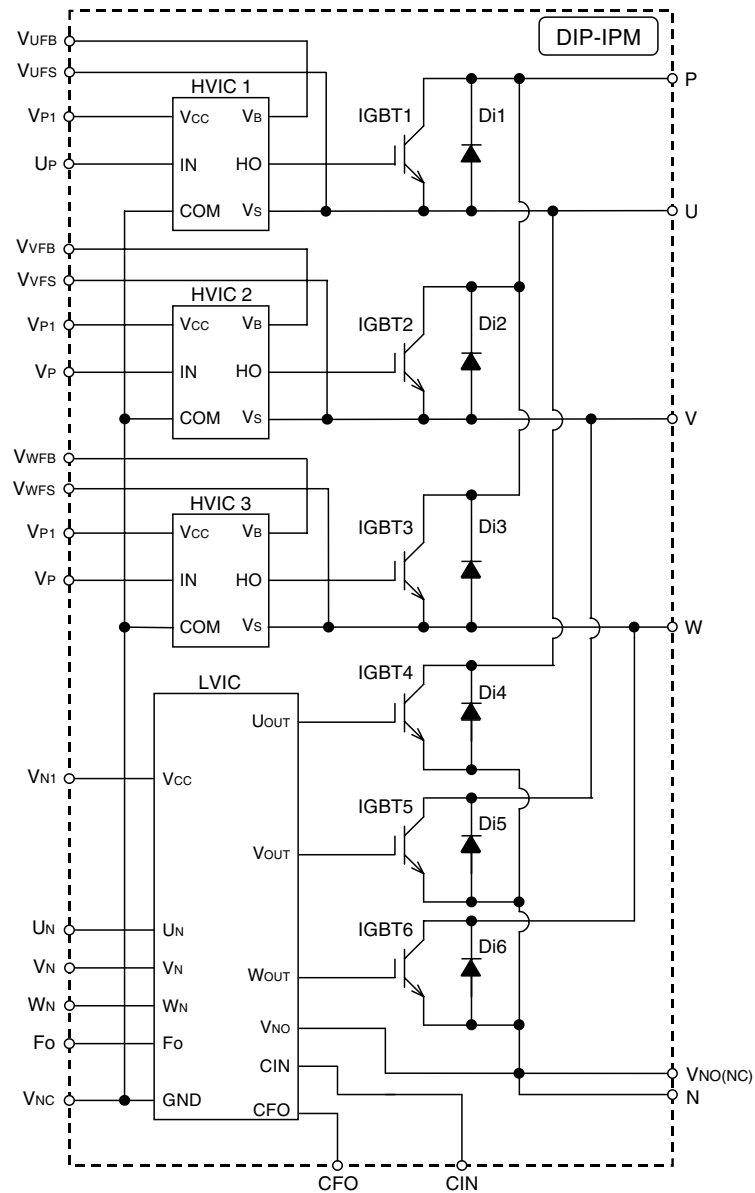 DIP-IPM
VUFB
VUFS
HVIC 1
VP1
VCC
VB
IGBT1
Di1
P
UP
IN
HO
COM
VS
U
VVFB
VVFS
HVIC 2
VP1
VCC
VB
IGBT2
Di2
VP
IN
HO
COM
VS
V
VWFB
VWFS
HVIC 3
VP1
VCC
VB
IGBT3
Di3
VP
IN
HO
COM
VS
W
LVIC
IGBT4
Di4
UOUT
VN1
VCC
IGBT5
Di5
VOUT
UN
UN
IGBT6
Di6
VN
VN
WOUT
WN
WN
VNO
Fo
Fo
CIN
VNO(NC)
VNC
GND
N
CFO
CFO
CIN